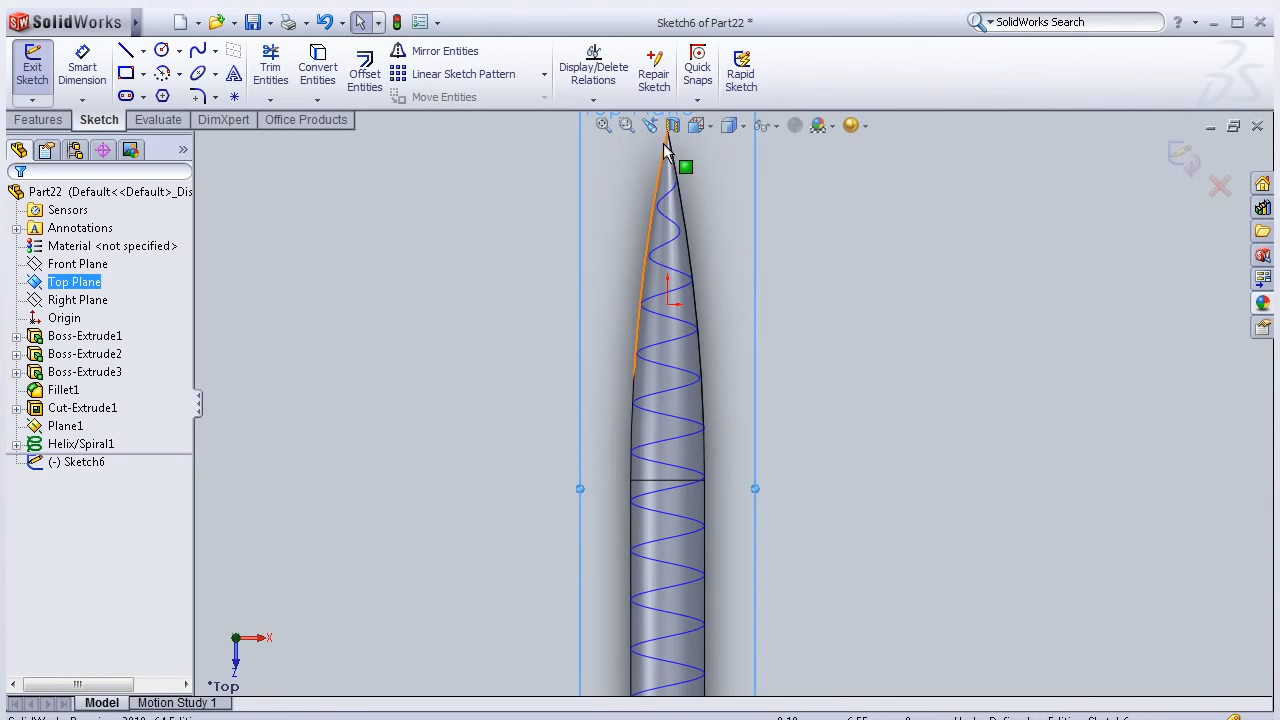 SolidWorks
Sketch6 of Part22 *
SolidWorks Search
Exit Sketch
Smart Dimension
Trim Entities
Convert Entities
Offset Entities
Mirror Entities
Linear Sketch Pattern
Move Entities
Display/Delete Relations
Repair Sketch
Quick Snaps
Rapid Sketch
Features
Sketch
Evaluate
DimXpert
Office Products
Top Plane
Part22 (Default<<Default>_Dis
Sensors
Annotations
Material <not specified>
Front Plane
Top Plane
Right Plane
Origin
Boss-Extrude1
Boss-Extrude2
Boss-Extrude3
Fillet1
Cut-Extrude1
Plane1
Helix/Spiral1
(-) Sketch6
X
Z
*Top
Model
Motion Study 1